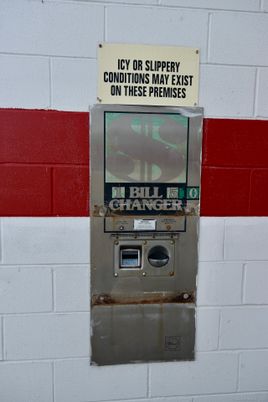 ICY OR SLIPPERY
CONDITIONS MAY EXIST
ON THESE PREMISES
$
BILL
CHANGER